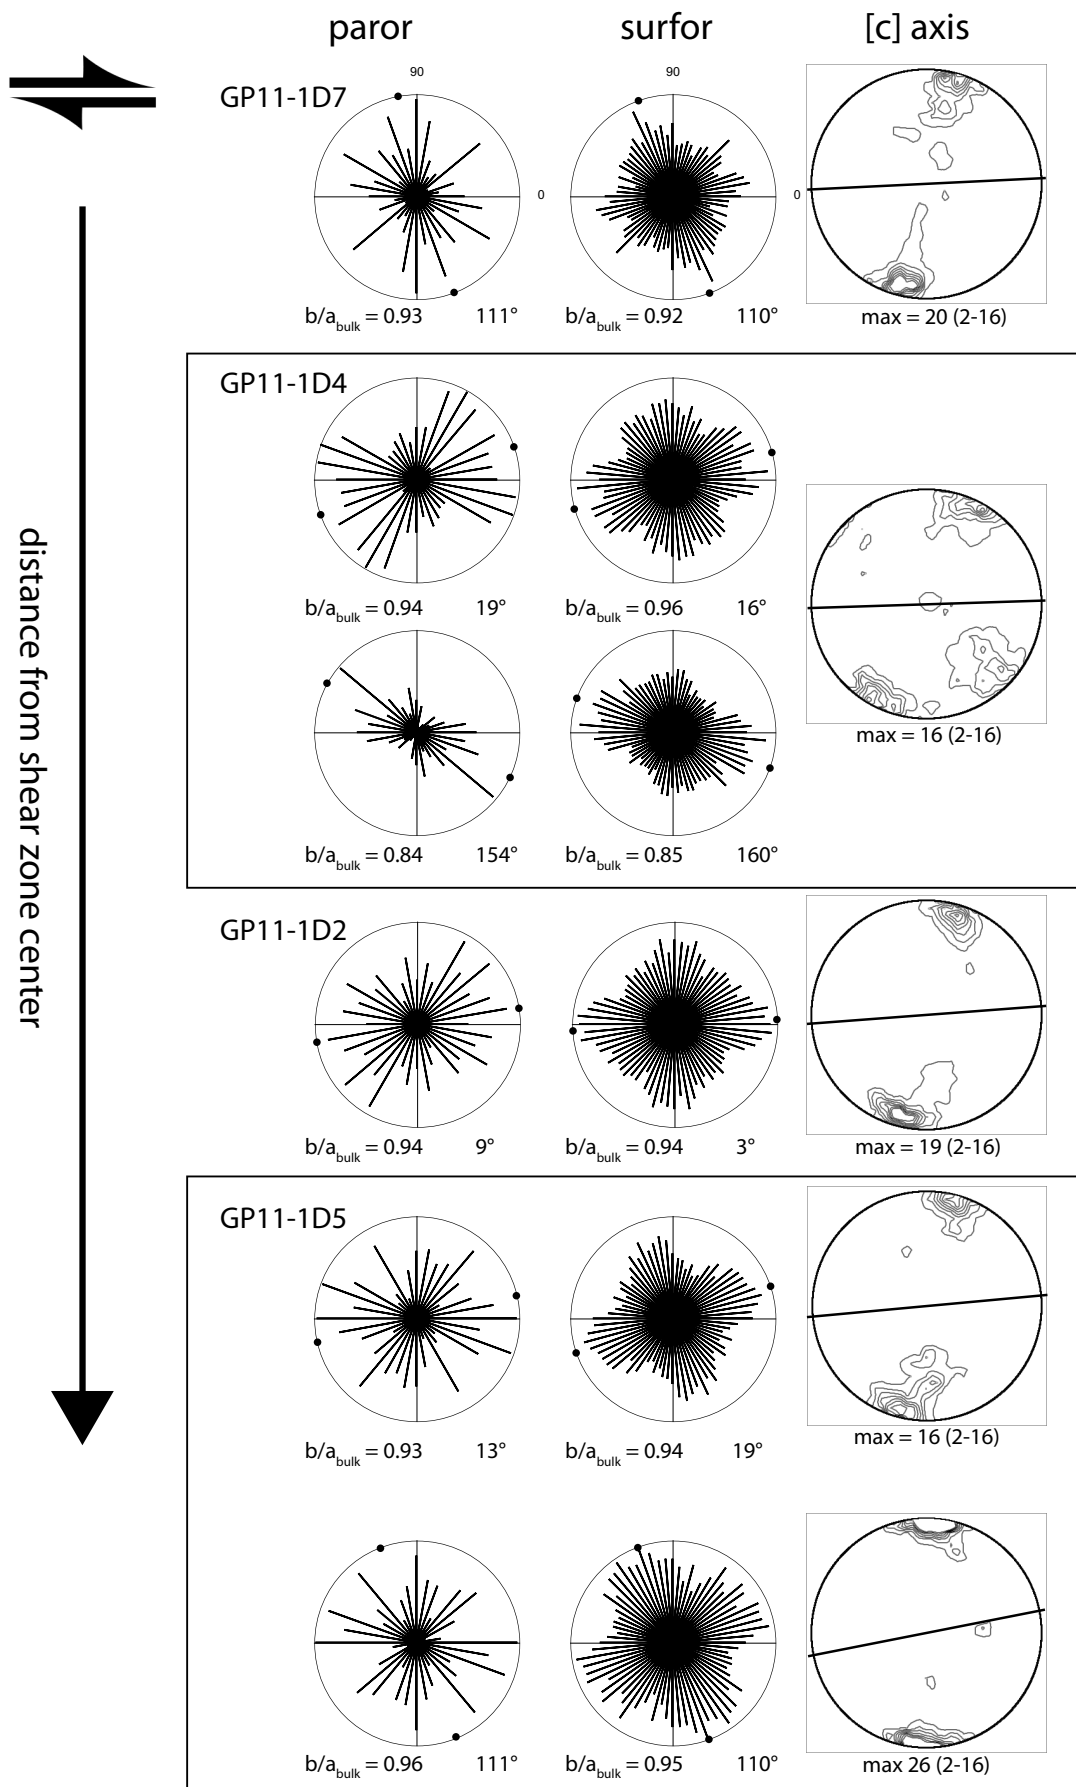 paror surfor [c] axis
GP11-1D7
90 90
0 0
b/a_bulk = 0.93 111° b/a_bulk = 0.92 110° max = 20 (2-16)
GP11-1D4
b/a_bulk = 0.94 19° b/a_bulk = 0.96 16°
max = 16 (2-16)
b/a_bulk = 0.84 154° b/a_bulk = 0.85 160°
distance from shear zone center
GP11-1D2
b/a_bulk = 0.94 9° b/a_bulk = 0.94 3° max = 19 (2-16)
GP11-1D5
b/a_bulk = 0.93 13° b/a_bulk = 0.94 19° max = 16 (2-16)
b/a_bulk = 0.96 111° b/a_bulk = 0.95 110° max 26 (2-16)